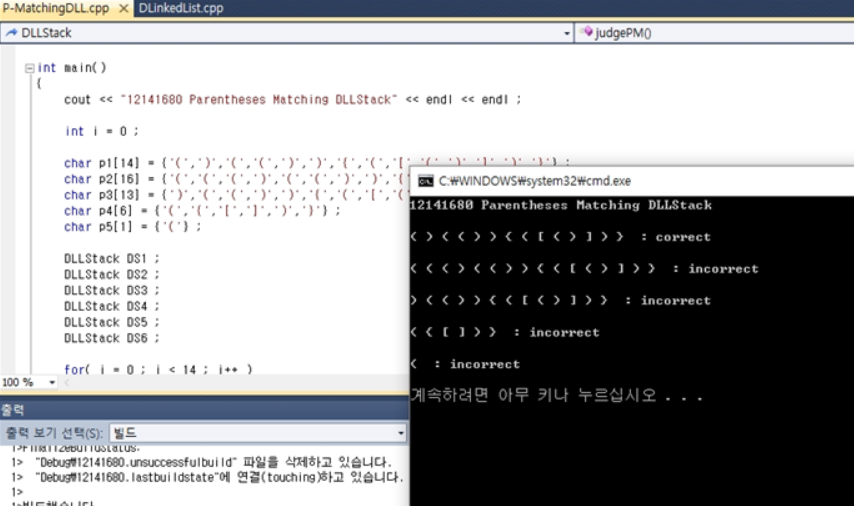 P-MatchingDLL.cpp × DLinkedList.cpp
DLLStack judgePM()
int main()
{
cout << "12141680 Parentheses Matching DLLStack" << endl << endl ;
int i = 0 ;
char p1[14] = {'(',')','(','(',')',')','{','(','[','(',')',']',')','}'} ;
char p2[16] = {'(','(','(','(',')',')','{
char p3[13] = {')','(','(',')',')','{','(','[','(
char p4[6] = {'(','{','[',']',')','}'} ;
char p5[1] = {'('} ;
DLLStack DS1 ;
DLLStack DS2 ;
DLLStack DS3 ;
DLLStack DS4 ;
DLLStack DS5 ;
DLLStack DS6 ;
for( i = 0 ; i < 14 ; i++ )
100 %
출력
출력 보기 선택(S): 빌드
1>FinalizeBuildStatus:
1> "Debug₩12141680.unsuccessfulbuild" 파일을 삭제하고 있습니다.
1> "Debug₩12141680.lastbuildstate"에 연결(touching)하고 있습니다.
1>
1>빌드했습니다.
C:₩WINDOWS₩system32₩cmd.exe
12141680 Parentheses Matching DLLStack
( ) ( ( ) ) { ( [ ( ) ] ) } : correct
( ( ( ) ( ( ) ) { ( [ ( ) ] ) } : incorrect
) ( ( ) ) { ( [ ( ) ] ) } : incorrect
( { [ ] ) } : incorrect
( : incorrect
계속하려면 아무 키나 누르십시오 . . .